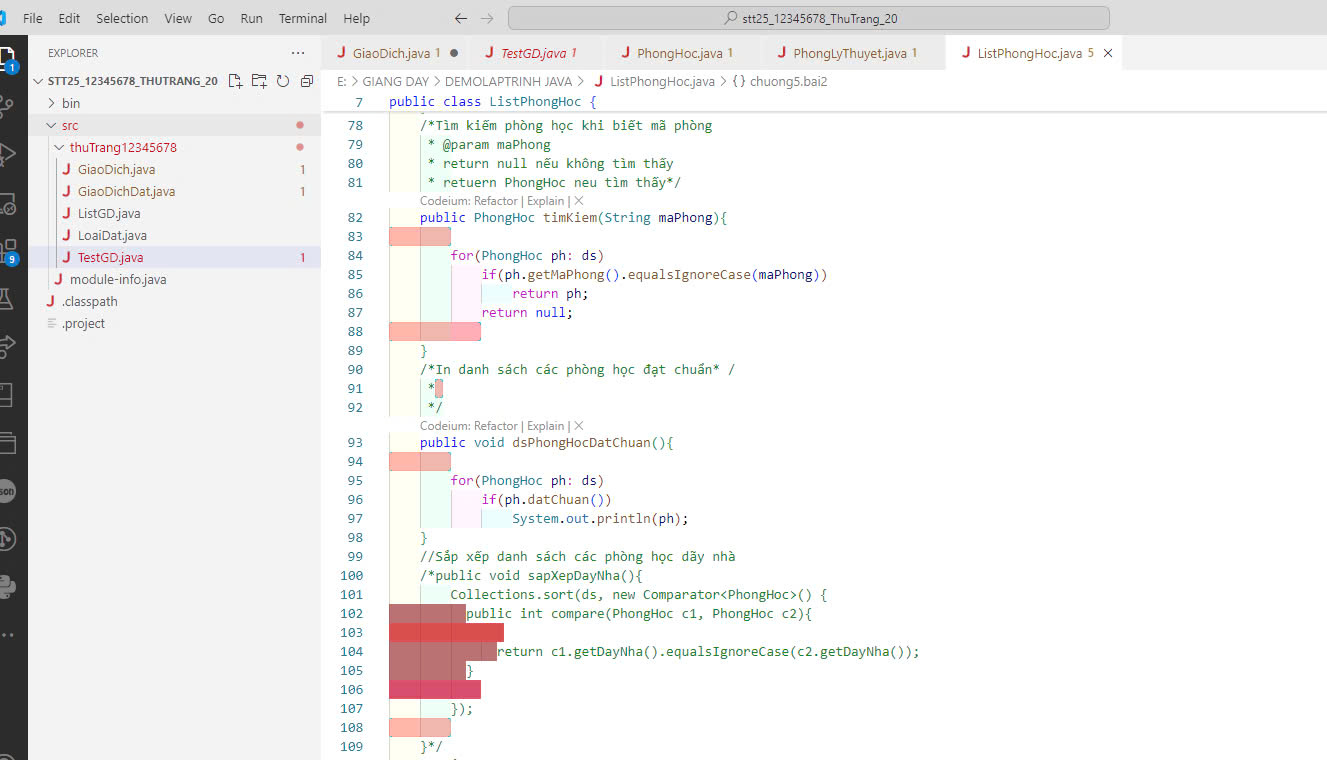 File Edit Selection View Go Run Terminal Help
stt25_12345678_ThuTrang_20
EXPLORER
GiaoDich.java 1
TestGD.java 1
PhongHoc.java 1
PhongLyThuyet.java 1
ListPhongHoc.java 5
STT25_12345678_THUTRANG_20
E: > GIANG DAY > DEMOLAPTRINH JAVA > ListPhongHoc.java > {} chuong5.bai2
bin
src
thuTrang12345678
GiaoDich.java 1
GiaoDichDat.java 1
ListGD.java
LoaiDat.java
TestGD.java 1
module-info.java
.classpath
.project
1
9
son
7 public class ListPhongHoc {
78 /*Tìm kiếm phòng học khi biết mã phòng
79 * @param maPhong
80 * return null nếu không tìm thấy
81 * retuern PhongHoc neu tìm thấy*/
Codeium: Refactor | Explain | X
82 public PhongHoc timKiem(String maPhong){
83
84 for(PhongHoc ph: ds)
85 if(ph.getMaPhong().equalsIgnoreCase(maPhong))
86 return ph;
87 return null;
88
89 }
90 /*In danh sách các phòng học đạt chuẩn* /
91 *
92 */
Codeium: Refactor | Explain | X
93 public void dsPhongHocDatChuan(){
94
95 for(PhongHoc ph: ds)
96 if(ph.datChuan())
97 System.out.println(ph);
98 }
99 //Sắp xếp danh sách các phòng học dãy nhà
100 /*public void sapXepDayNha(){
101 Collections.sort(ds, new Comparator<PhongHoc>() {
102 public int compare(PhongHoc c1, PhongHoc c2){
103
104 return c1.getDayNha().equalsIgnoreCase(c2.getDayNha());
105 }
106
107 });
108
109 }*/